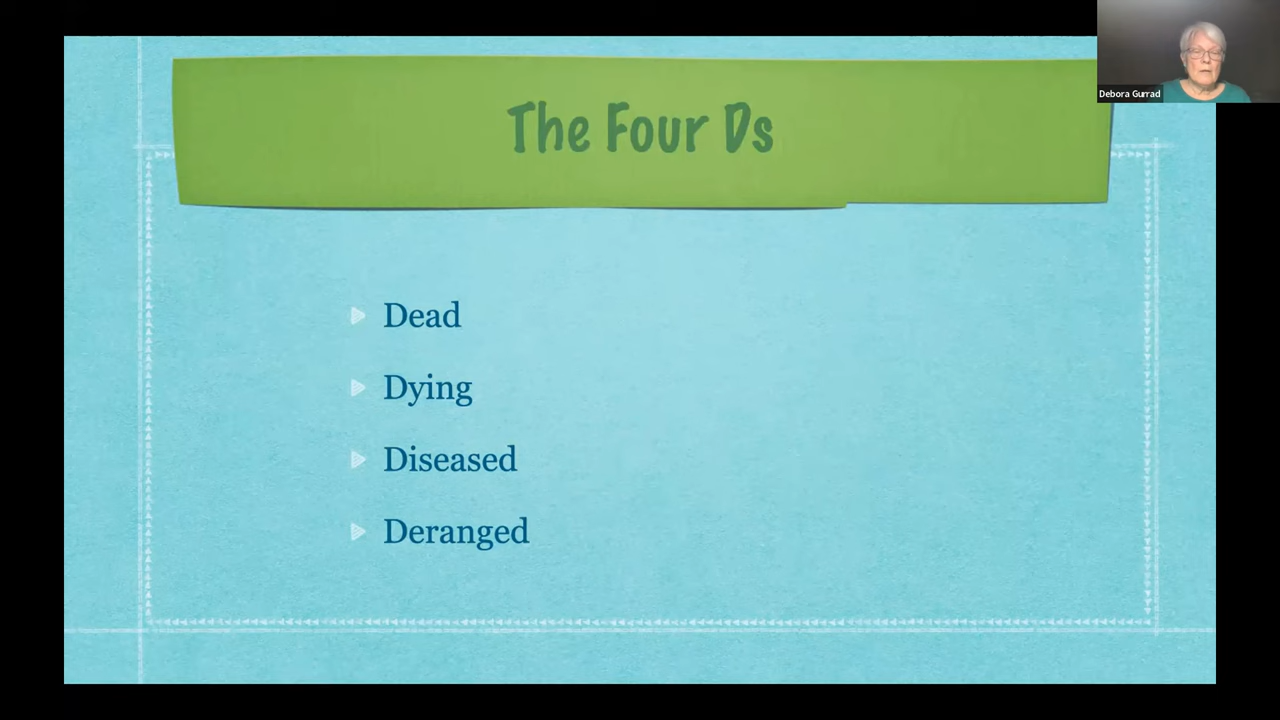 The Four Ds
Debora Gurrad
Dead
Dying
Diseased
Deranged